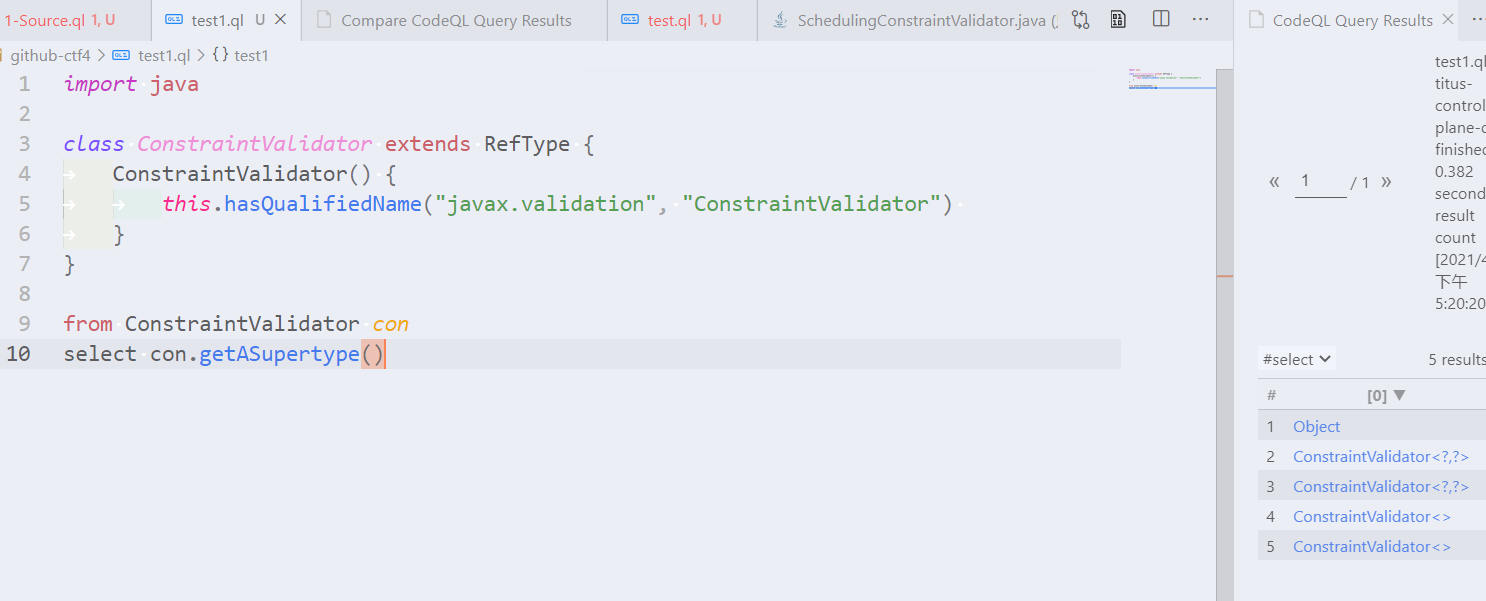 1-Source.ql 1, U
test1.ql U
Compare CodeQL Query Results
test.ql 1, U
SchedulingConstraintValidator.java (
CodeQL Query Results
github-ctf4 > test1.ql > {} test1
1 import java
2
3 class ConstraintValidator extends RefType {
4 ConstraintValidator() {
5 this.hasQualifiedName("javax.validation", "ConstraintValidator")
6 }
7 }
8
9 from ConstraintValidator con
10 select con.getASupertype()
« 1 / 1 »
test1.ql
titus-
control
plane-
finished
0.382
second
result
count
[2021/4
下午
5:20:20
#select 5 results
# [0]
1 Object
2 ConstraintValidator<?,?>
3 ConstraintValidator<?,?>
4 ConstraintValidator<>
5 ConstraintValidator<>